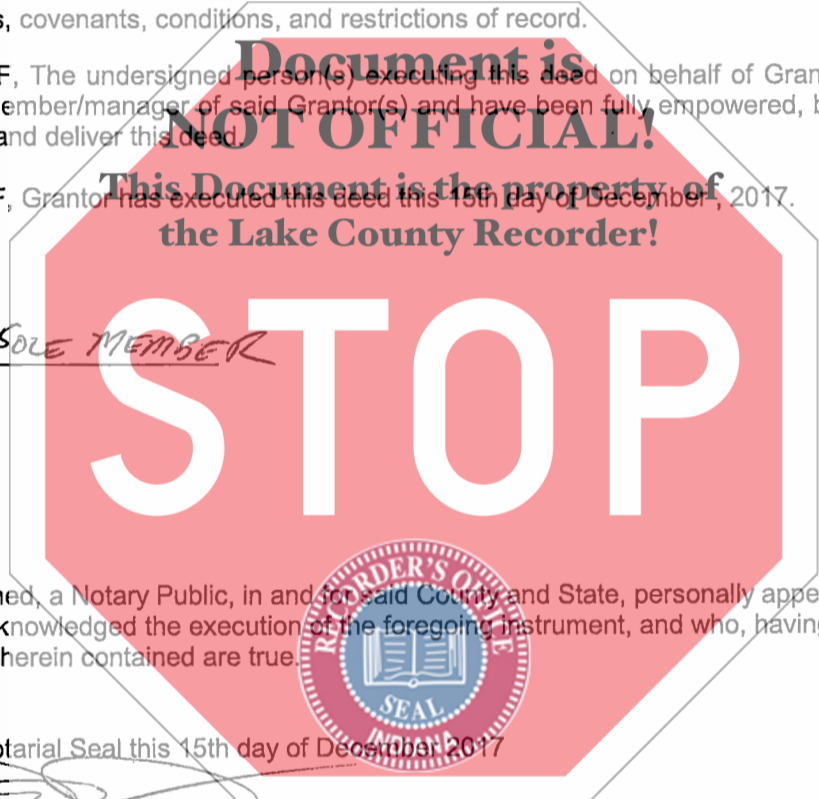 s, covenants, conditions, and restrictions of record.
Document is
F, The undersigned person(s) executing this deed on behalf of Gran
ember/manager of said Grantor(s) and have been fully empowered, b
NOT OFFICIAL!
and deliver this deed.
This Document is the property of
F, Grantor has executed this deed this 15th day of December, 2017.
the Lake County Recorder!
SOLE MEMBER
STOP
ned, a Notary Public, in and for said County and State, personally appe
knowledged the execution of the foregoing instrument, and who, having
herein contained are true.
RECORDER'S OFFICE
SEAL
INDIANA
otarial Seal this 15th day of December 2017